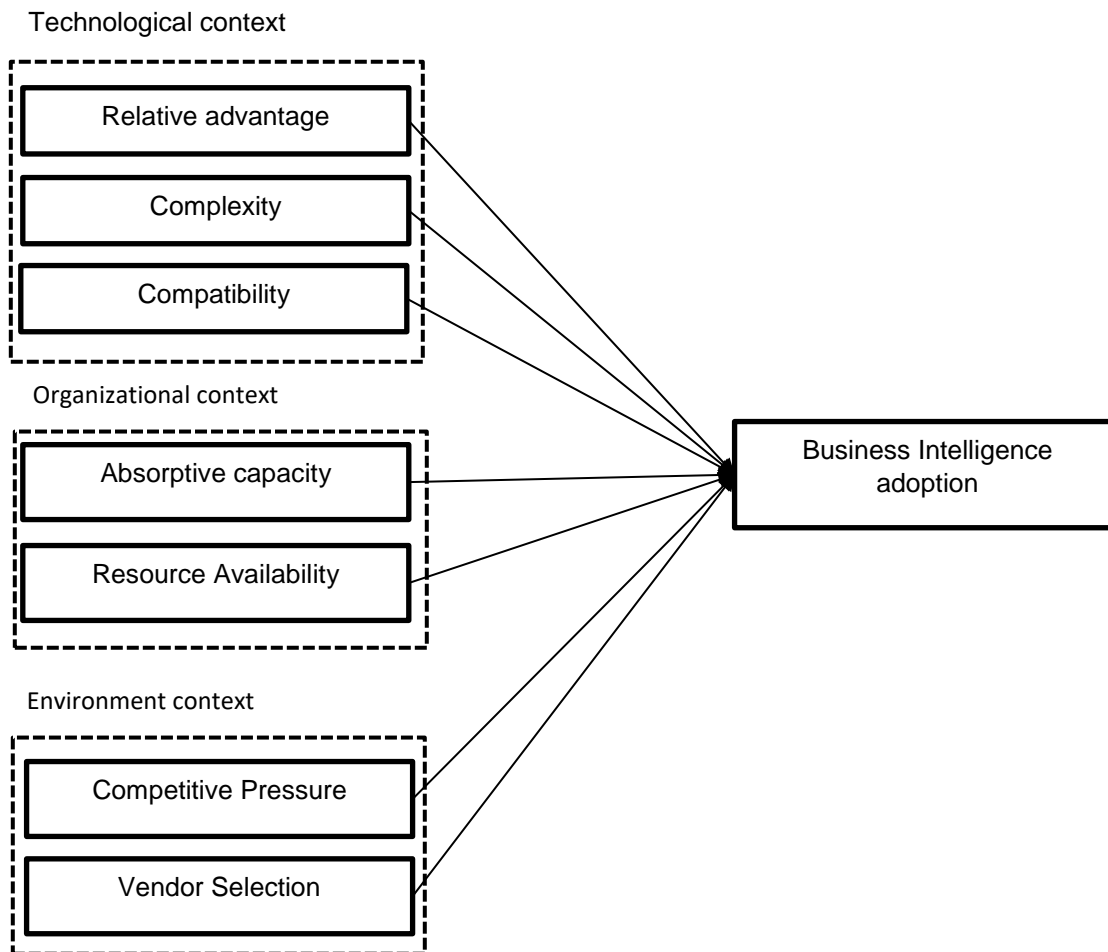 Technological context
Relative advantage
Complexity
Compatibility
Organizational context
Absorptive capacity
Resource Availability
Business Intelligence
adoption
Environment context
Competitive Pressure
Vendor Selection